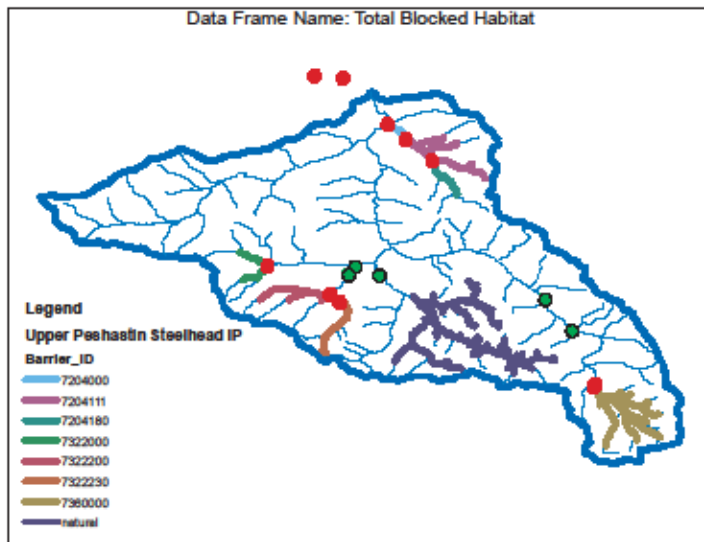 Data Frame Name: Total Blocked Habitat
Legend
Upper Peshastin Steelhead IP
Barrier_ID
7204000
7204111
7204180
7322000
7322200
7322230
7360000
natural